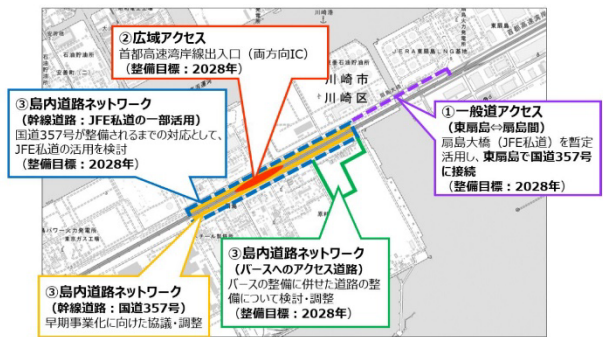 ②広域アクセス
首都高速湾岸線出入口（両方向IC）
（整備目標：2028年）
③島内道路ネットワーク
（幹線道路：JFE私道の一部活用）
国道357号が整備されるまでの対応として、
JFE私道の活用を検討
（整備目標：2028年）
川崎市
川崎区
①一般道アクセス
（東扇島⇔扇島間）
扇島大橋（JFE私道）を暫定
活用し、東扇島で国道357号
に接続
（整備目標：2028年）
③島内道路ネットワーク
（幹線道路：国道357号）
早期事業化に向けた協議・調整
③島内道路ネットワーク
（バースへのアクセス道路）
バースの整備に併せた道路の整
備について検討・調整
（整備目標：2028年）